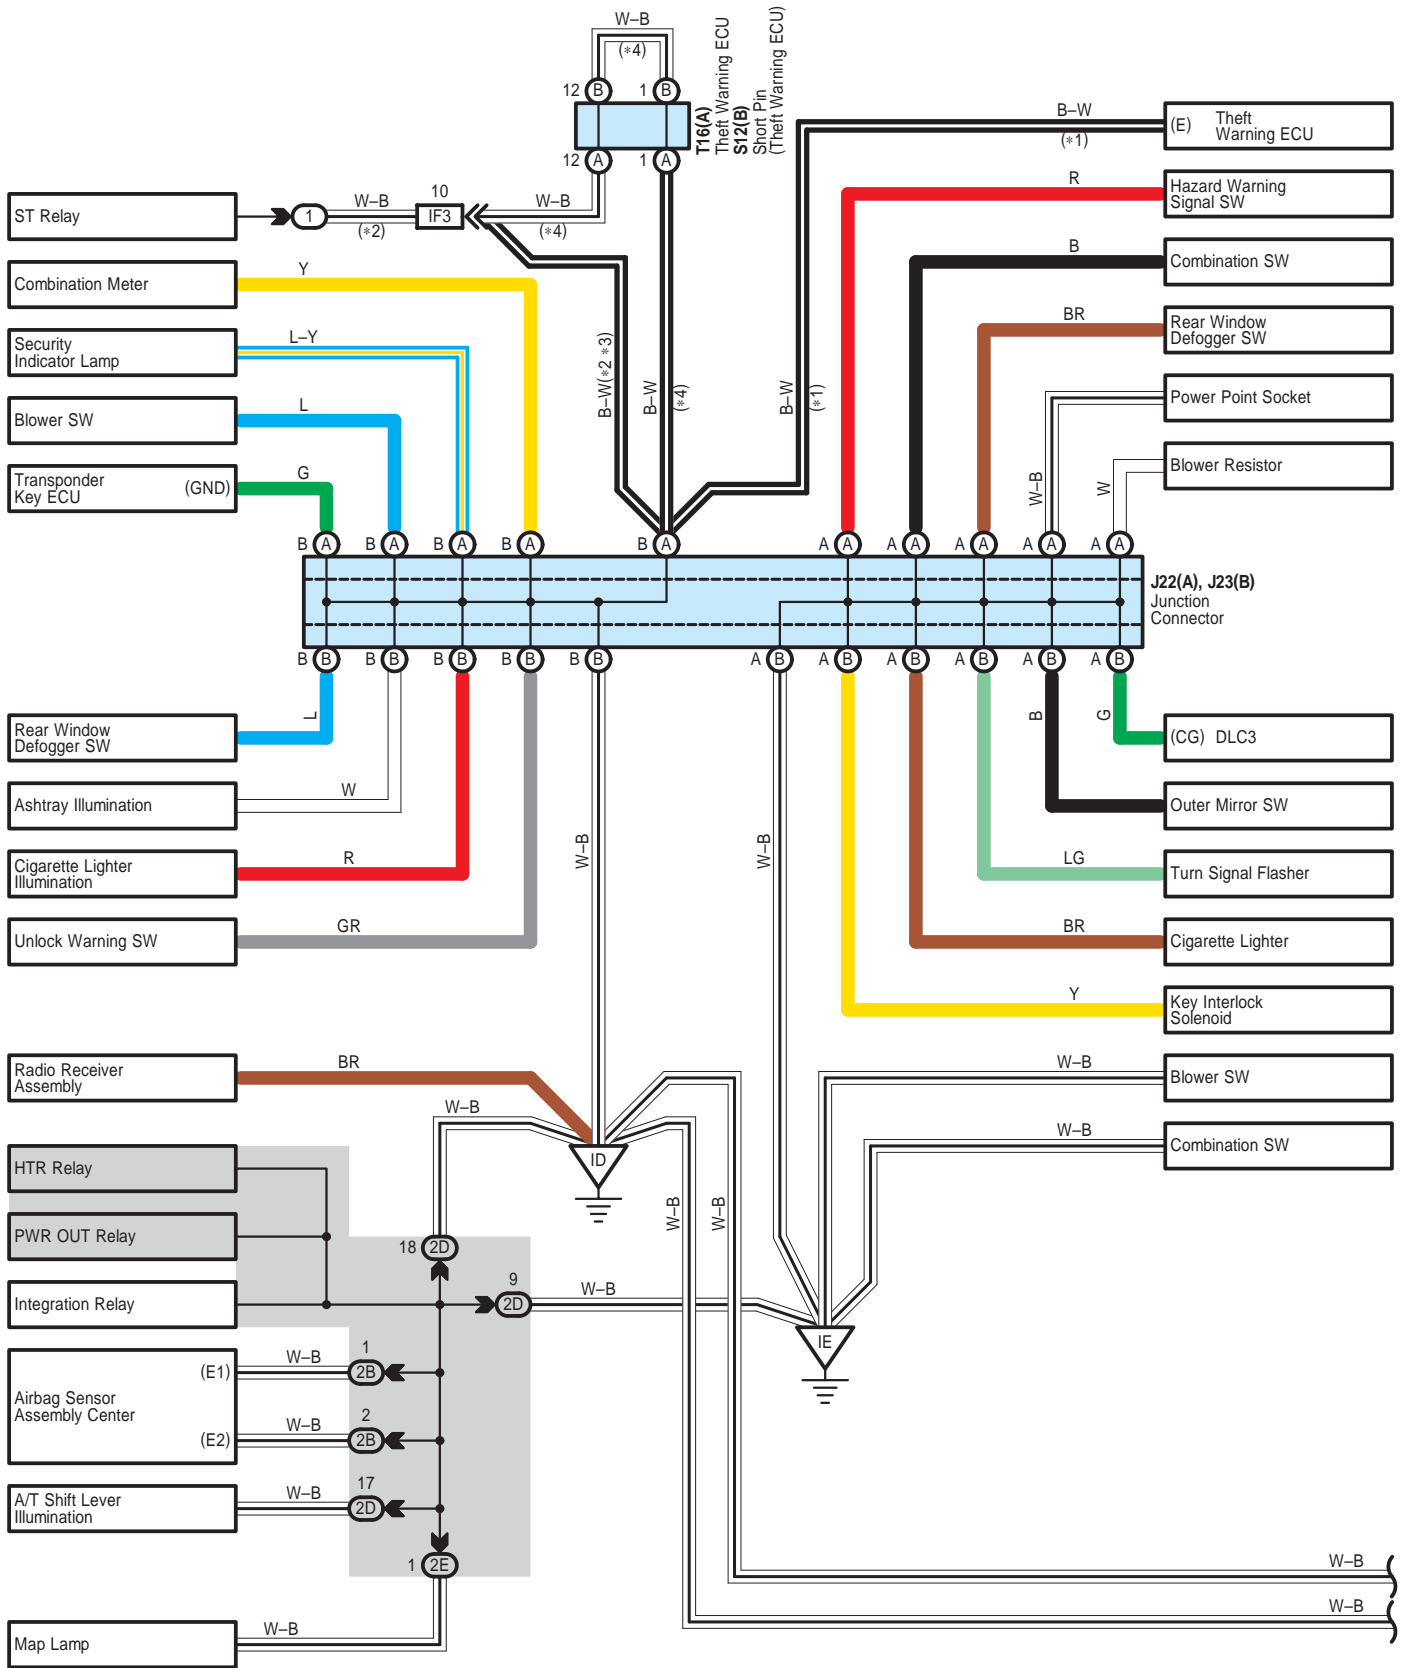 W–B
(∗4)
12 B
1 B
T16(A)
Theft Warning ECU
S12(B)
Short Pin
(Theft Warning ECU)
12 A
1 A
B–W
(∗1)
(E) Theft
Warning ECU
R
Hazard Warning
Signal SW
ST Relay
1
W–B
(∗2)
10
IF3
W–B
(∗4)
B
Combination SW
Combination Meter
Y
BR
Rear Window
Defogger SW
Security
Indicator Lamp
L–Y
B–W(∗2 ∗3)
B–W
(∗4)
B–W
(∗1)
Power Point Socket
Blower SW
L
W–B
Blower Resistor
W
Transponder
Key ECU
(GND)
G
B A
B A
B A
B A
B A
A A
A A
A A
A A
A A
J22(A), J23(B)
Junction
Connector
B B
B B
B B
B B
B B
A B
A B
A B
A B
A B
A B
L
B
G
Rear Window
Defogger SW
(CG) DLC3
Ashtray Illumination
W
Outer Mirror SW
W–B
W–B
Cigarette Lighter
Illumination
R
LG
Turn Signal Flasher
Unlock Warning SW
GR
BR
Cigarette Lighter
Y
Key Interlock
Solenoid
Radio Receiver
Assembly
BR
W–B
Blower SW
W–B
W–B
Combination SW
ID
HTR Relay
W–B
W–B
PWR OUT Relay
18 2D
Integration Relay
9
2D
W–B
IE
Airbag Sensor
Assembly Center
(E1)
W–B
1
2B
(E2)
W–B
2
2B
A/T Shift Lever
Illumination
W–B
17
2D
1 2E
W–B
W–B
Map Lamp
W–B